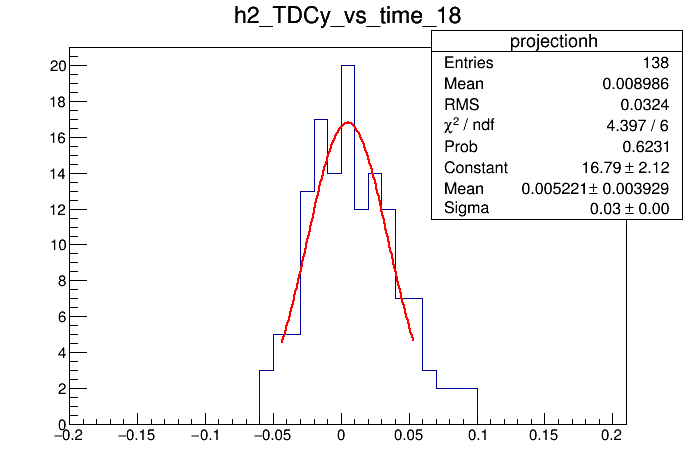 h2_TDCy_vs_time_18
projectionh
Entries 138
Mean 0.008986
RMS 0.0324
χ² / ndf 4.397 / 6
Prob 0.6231
Constant 16.79 ± 2.12
Mean 0.005221 ± 0.003929
Sigma 0.03 ± 0.00
20
18
16
14
12
10
8
6
4
2
0
−0.2 −0.15 −0.1 −0.05 0 0.05 0.1 0.15 0.2